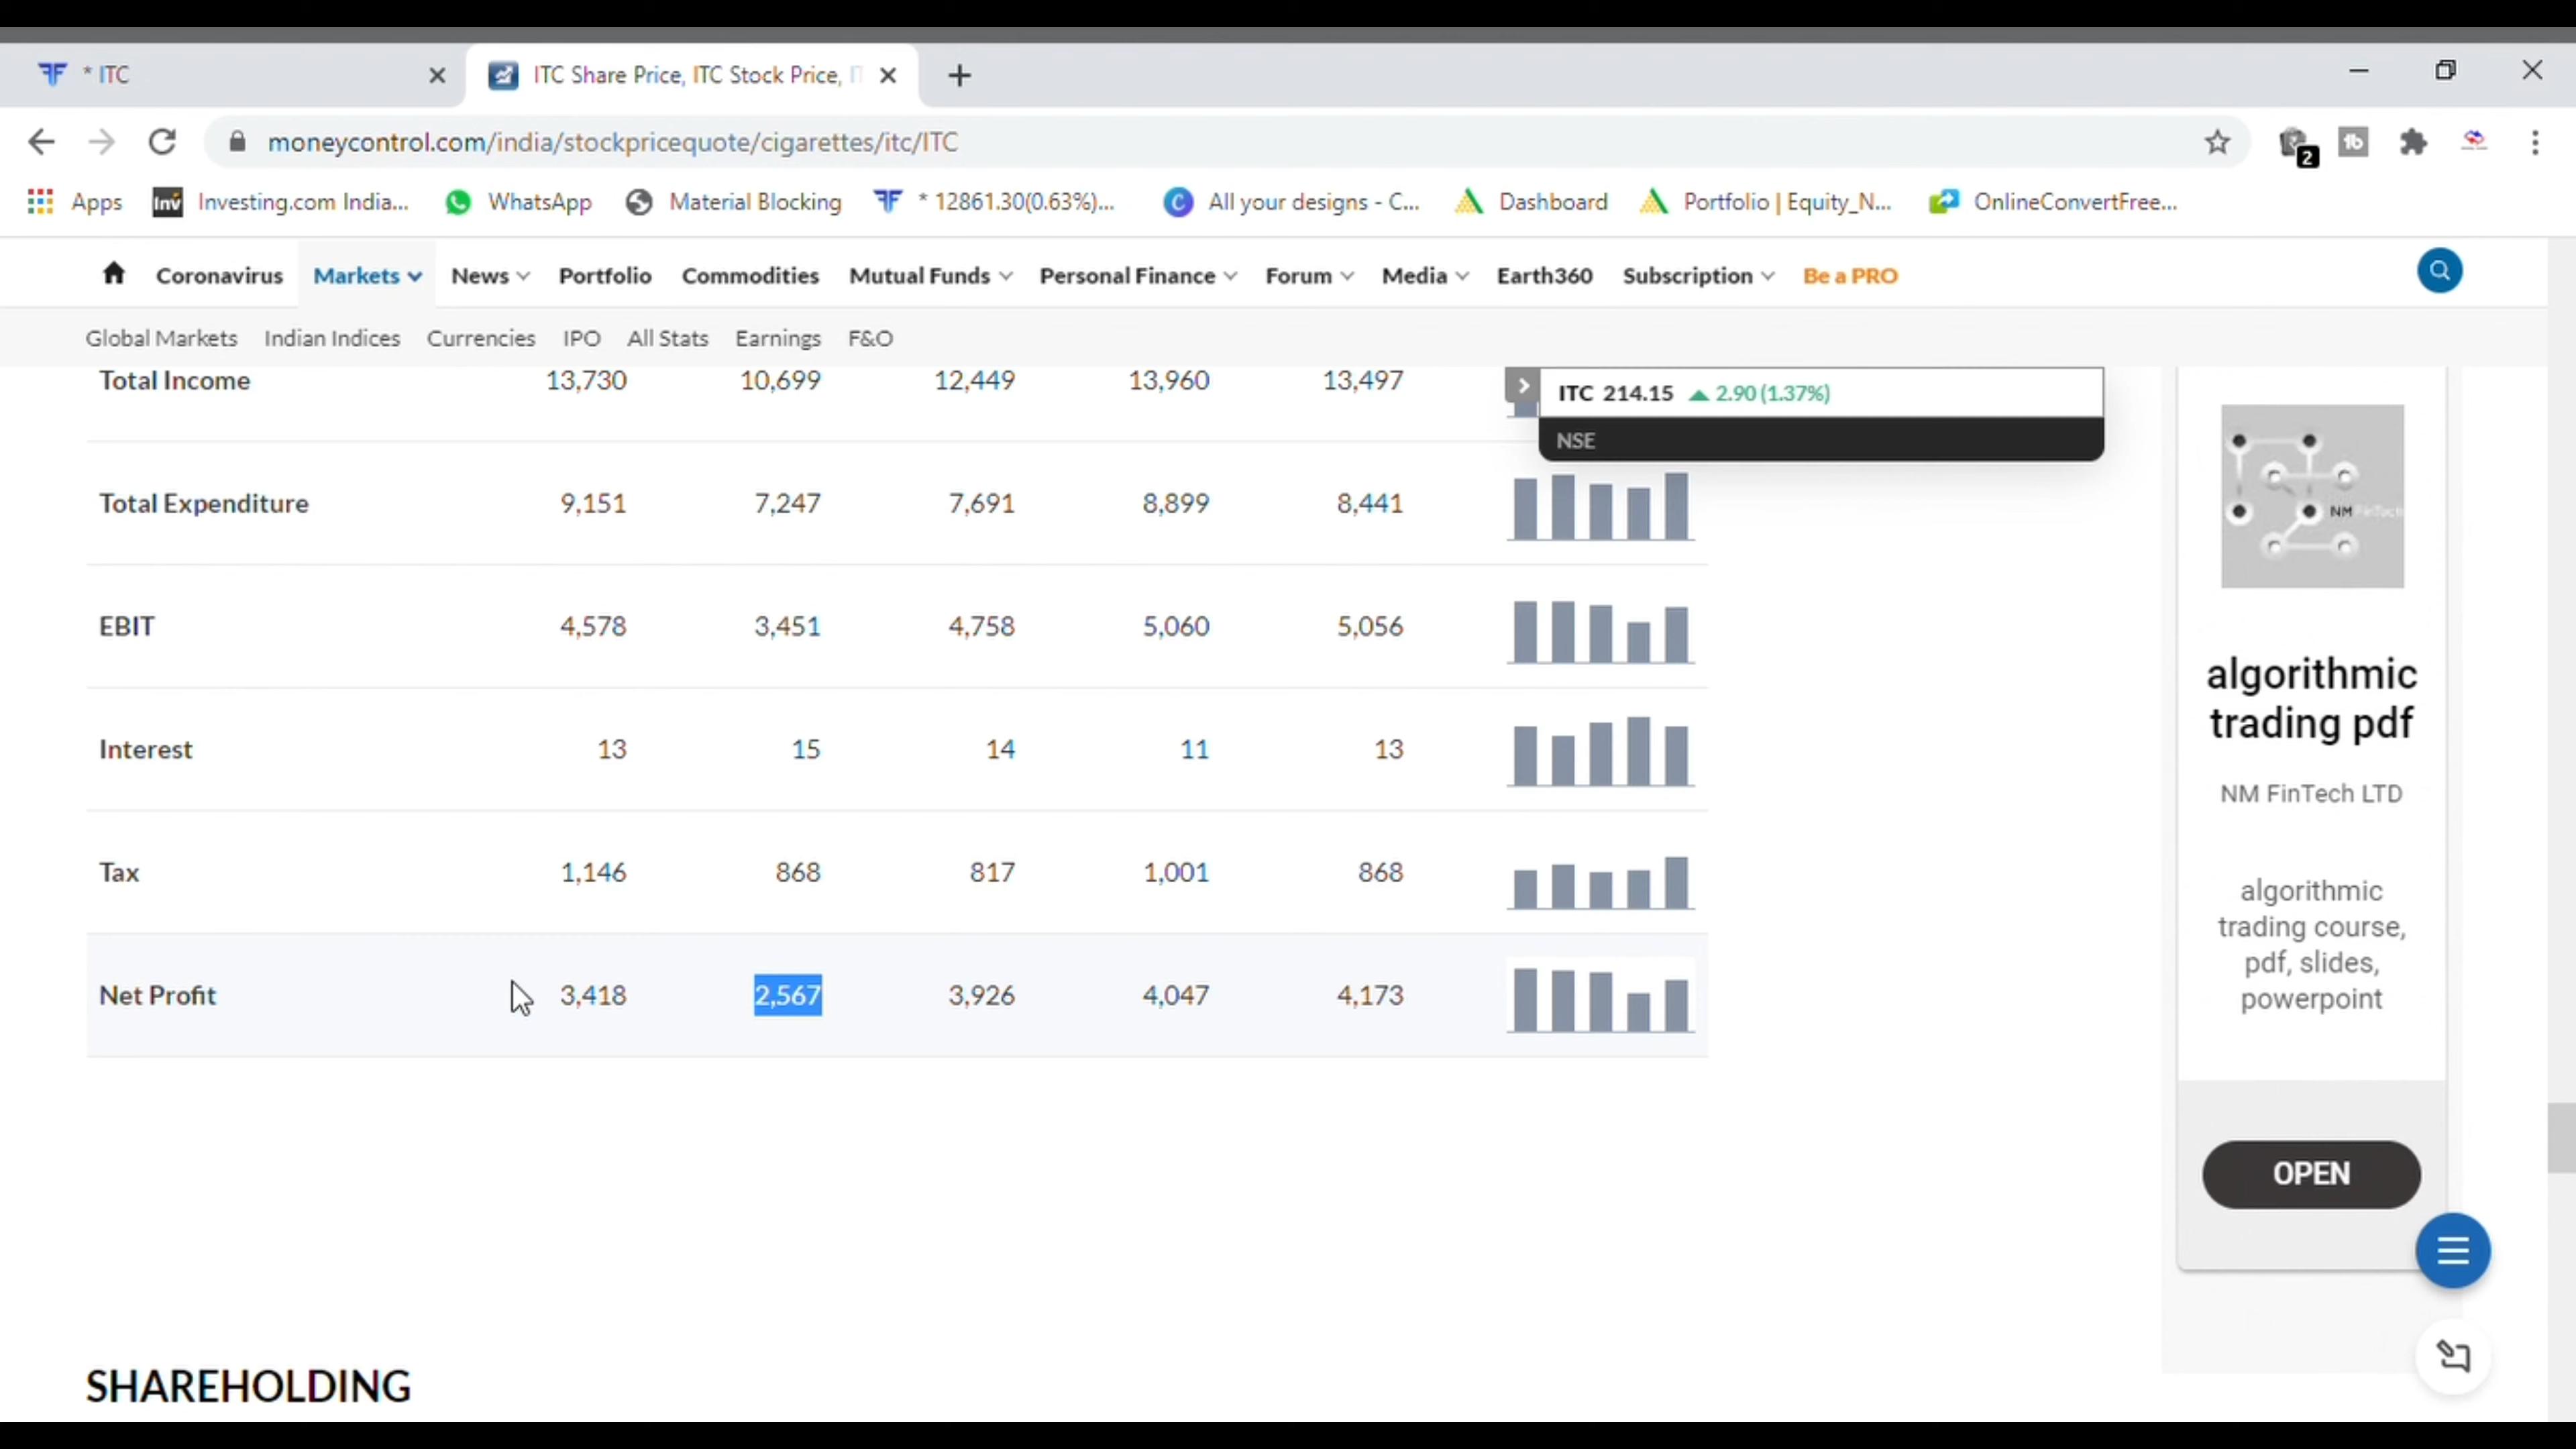 * ITC
ITC Share Price, ITC Stock Price,
moneycontrol.com/india/stockpricequote/cigarettes/itc/ITC
2
Apps Investing.com India... WhatsApp Material Blocking * 12861.30(0.63%)... All your designs - C... Dashboard Portfolio | Equity_N... OnlineConvertFree...
Coronavirus Markets News Portfolio Commodities Mutual Funds Personal Finance Forum Media Earth360 Subscription Be a PRO
Global Markets Indian Indices Currencies IPO All Stats Earnings F&O
Total Income 13,730 10,699 12,449 13,960 13,497
ITC 214.15 2.90 (1.37%)
NSE
Total Expenditure 9,151 7,247 7,691 8,899 8,441
EBIT 4,578 3,451 4,758 5,060 5,056
Interest 13 15 14 11 13
Tax 1,146 868 817 1,001 868
Net Profit 3,418 2,567 3,926 4,047 4,173
SHAREHOLDING
NM FinTech
algorithmic
trading pdf
NM FinTech LTD
algorithmic
trading course,
pdf, slides,
powerpoint
OPEN